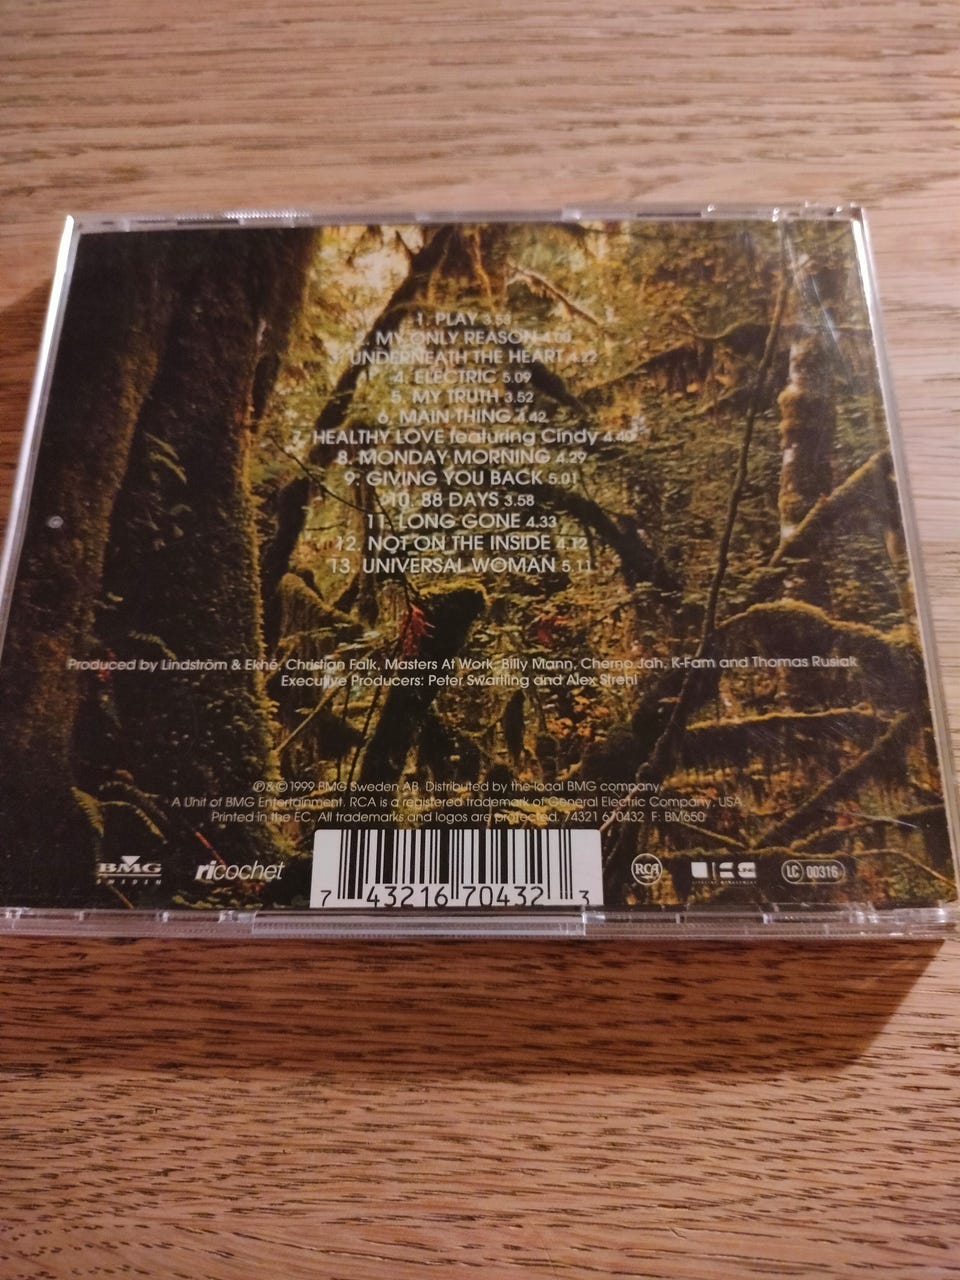 1. PLAY 3.53
2. MY ONLY REASON 4.00
3. UNDERNEATH THE HEART 4.22
4. ELECTRIC 5.09
5. MY TRUTH 3.52
6. MAIN THING 4.42
7. HEALTHY LOVE featuring Cindy 4.40
8. MONDAY MORNING 4.29
9. GIVING YOU BACK 5.01
10. 88 DAYS 3.58
11. LONG GONE 4.33
12. NOT ON THE INSIDE 4.12
13. UNIVERSAL WOMAN 5.11
Produced by Lindström & Ekhé, Christian Falk, Masters At Work, Billy Mann, Cherno Jah, K-Fam and Thomas Rusiak
Executive Producers: Peter Swartling and Alex Strehl
℗&© 1999 BMG Sweden AB. Distributed by the local BMG company.
A Unit of BMG Entertainment. RCA is a registered trademark of General Electric Company, USA
Printed in the EC. All trademarks and logos are protected. 74321 670432 F: BM650
BMG
SWEDEN
ricochet
7 43216 70432 3
RCA
LC 00316